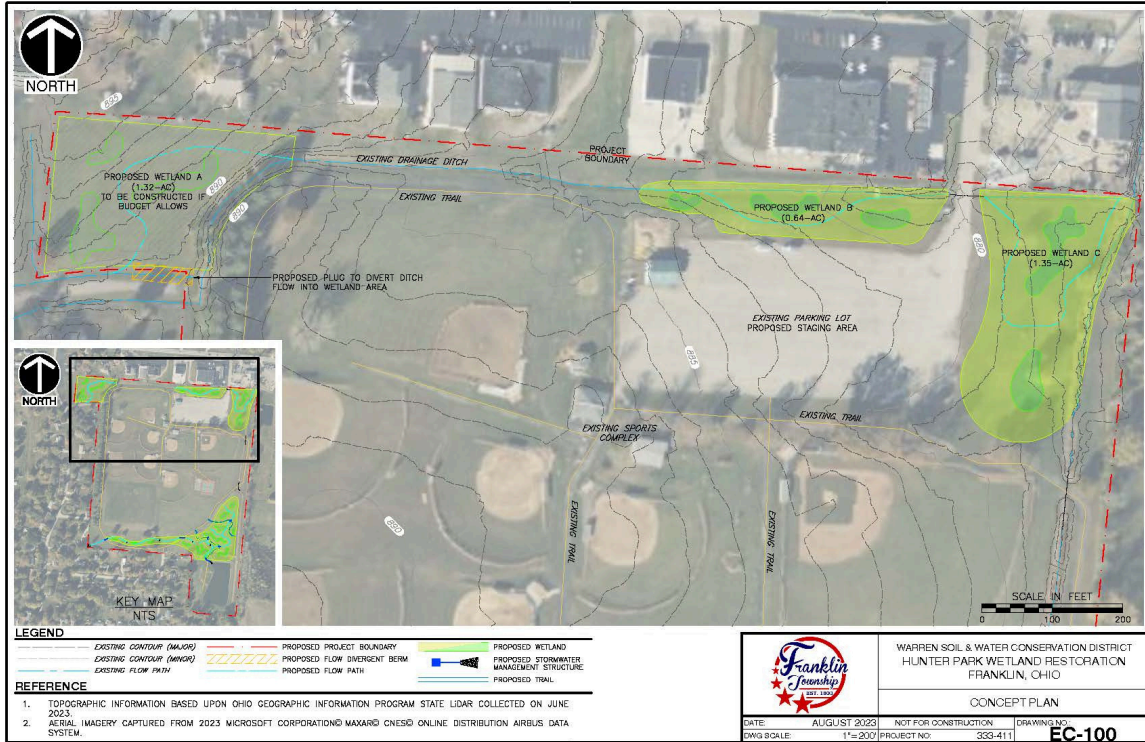 NORTH
895
PROPOSED WETLAND A
(1.32-AC)
TO BE CONSTRUCTED IF
BUDGET ALLOWS
890
890
EXISTING DRAINAGE DITCH
PROJECT
BOUNDARY
EXISTING TRAIL
PROPOSED WETLAND B
(0.64-AC)
880
PROPOSED WETLAND C
(1.35-AC)
PROPOSED PLUG TO DIVERT DITCH
FLOW INTO WETLAND AREA
EXISTING PARKING LOT
PROPOSED STAGING AREA
885
NORTH
EXISTING TRAIL
EXISTING SPORTS
COMPLEX
EXISTING TRAIL
EXISTING TRAIL
880
KEY MAP
NTS
SCALE IN FEET
0 100 200
LEGEND
EXISTING CONTOUR (MAJOR)
EXISTING CONTOUR (MINOR)
EXISTING FLOW PATH
PROPOSED PROJECT BOUNDARY
PROPOSED FLOW DIVERGENT BERM
PROPOSED FLOW PATH
PROPOSED WETLAND
PROPOSED STORMWATER
MANAGEMENT STRUCTURE
PROPOSED TRAIL
REFERENCE
1. TOPOGRAPHIC INFORMATION BASED UPON OHIO GEOGRAPHIC INFORMATION PROGRAM STATE LiDAR COLLECTED ON JUNE
2023.
2. AERIAL IMAGERY CAPTURED FROM 2023 MICROSOFT CORPORATION© MAXAR© CNES© ONLINE DISTRIBUTION AIRBUS DATA
SYSTEM.
Franklin
Township
EST. 1803
WARREN SOIL & WATER CONSERVATION DISTRICT
HUNTER PARK WETLAND RESTORATION
FRANKLIN, OHIO
CONCEPT PLAN
DATE: AUGUST 2023
NOT FOR CONSTRUCTION
DRAWING NO.:
DWG SCALE: 1"=200'
PROJECT NO: 333-411
EC-100